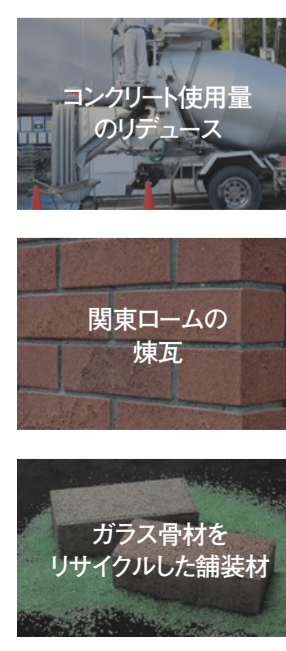 コンクリート使用量
のリデュース
関東ロームの
煉瓦
ガラス骨材を
リサイクルした舗装材